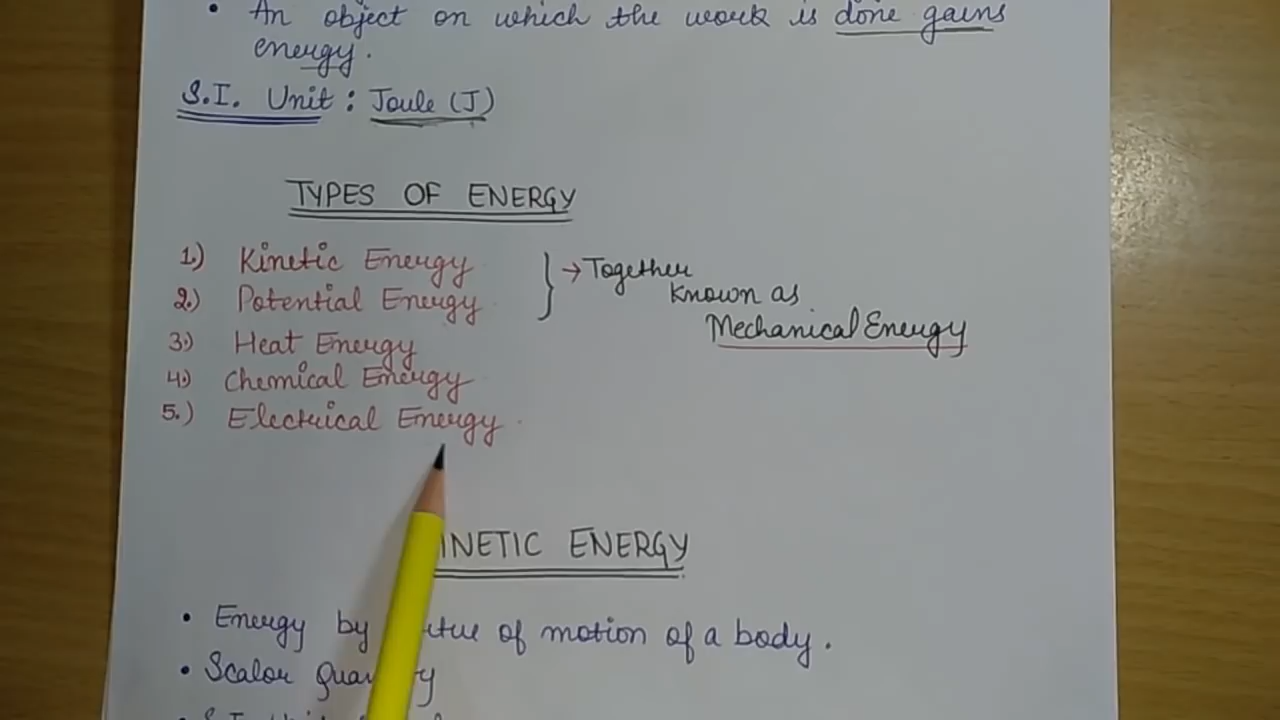 • An object on which the work is done gains
energy.
S.I. Unit : Joule (J)
TYPES OF ENERGY
1.) Kinetic Energy
2.) Potential Energy
→ Together
known as
Mechanical Energy
3.) Heat Energy
4.) Chemical Energy
5.) Electrical Energy
INETIC ENERGY
• Energy by of motion of a body.
• Scalar